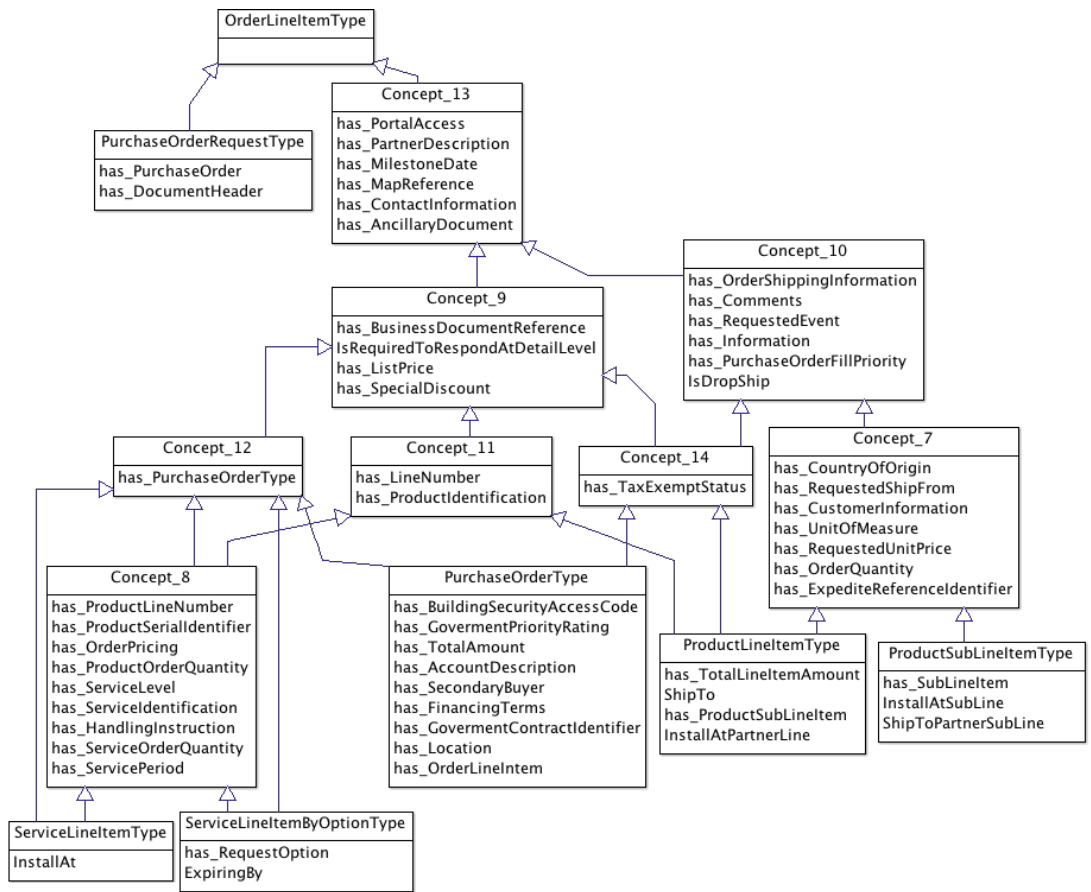 OrderLineItemType
Concept_13
has_PortalAccess
has_PartnerDescription
has_MilestoneDate
has_MapReference
has_ContactInformation
has_AncillaryDocument
PurchaseOrderRequestType
has_PurchaseOrder
has_DocumentHeader
Concept_10
has_OrderShippingInformation
has_Comments
has_RequestedEvent
has_Information
has_PurchaseOrderFillPriority
IsDropShip
Concept_9
has_BusinessDocumentReference
IsRequiredToRespondAtDetailLevel
has_ListPrice
has_SpecialDiscount
Concept_12
has_PurchaseOrderType
Concept_11
has_LineNumber
has_ProductIdentification
Concept_14
has_TaxExemptStatus
Concept_7
has_CountryOfOrigin
has_RequestedShipFrom
has_CustomerInformation
has_UnitOfMeasure
has_RequestedUnitPrice
has_OrderQuantity
has_ExpediteReferenceIdentifier
Concept_8
has_ProductLineNumber
has_ProductSerialIdentifier
has_OrderPricing
has_ProductOrderQuantity
has_ServiceLevel
has_ServiceIdentification
has_HandlingInstruction
has_ServiceOrderQuantity
has_ServicePeriod
PurchaseOrderType
has_BuildingSecurityAccessCode
has_GovermentPriorityRating
has_TotalAmount
has_AccountDescription
has_SecondaryBuyer
has_FinancingTerms
has_GovermentContractIdentifier
has_Location
has_OrderLineIntem
ProductLineItemType
has_TotalLineItemAmount
ShipTo
has_ProductSubLineItem
InstallAtPartnerLine
ProductSubLineItemType
has_SubLineItem
InstallAtSubLine
ShipToPartnerSubLine
ServiceLineItemType
InstallAt
ServiceLineItemByOptionType
has_RequestOption
ExpiringBy